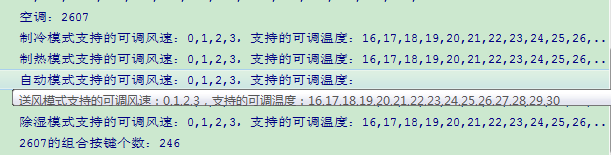 空调: 2607
制冷模式支持的可调风速: 0,1,2,3, 支持的可调温度: 16,17,18,19,20,21,22,23,24,25,26,..
制热模式支持的可调风速: 0,1,2,3, 支持的可调温度: 16,17,18,19,20,21,22,23,24,25,26,..
自动模式支持的可调风速: 0,1,2,3, 支持的可调温度:
送风模式支持的可调风速: 0,1,2,3, 支持的可调温度: 16,17,18,19,20,21,22,23,24,25,26,27,28,29,30
除湿模式支持的可调风速: 0,1,2,3, 支持的可调温度: 16,17,18,19,20,21,22,23,24,25,26,..
2607的组合按键个数: 246